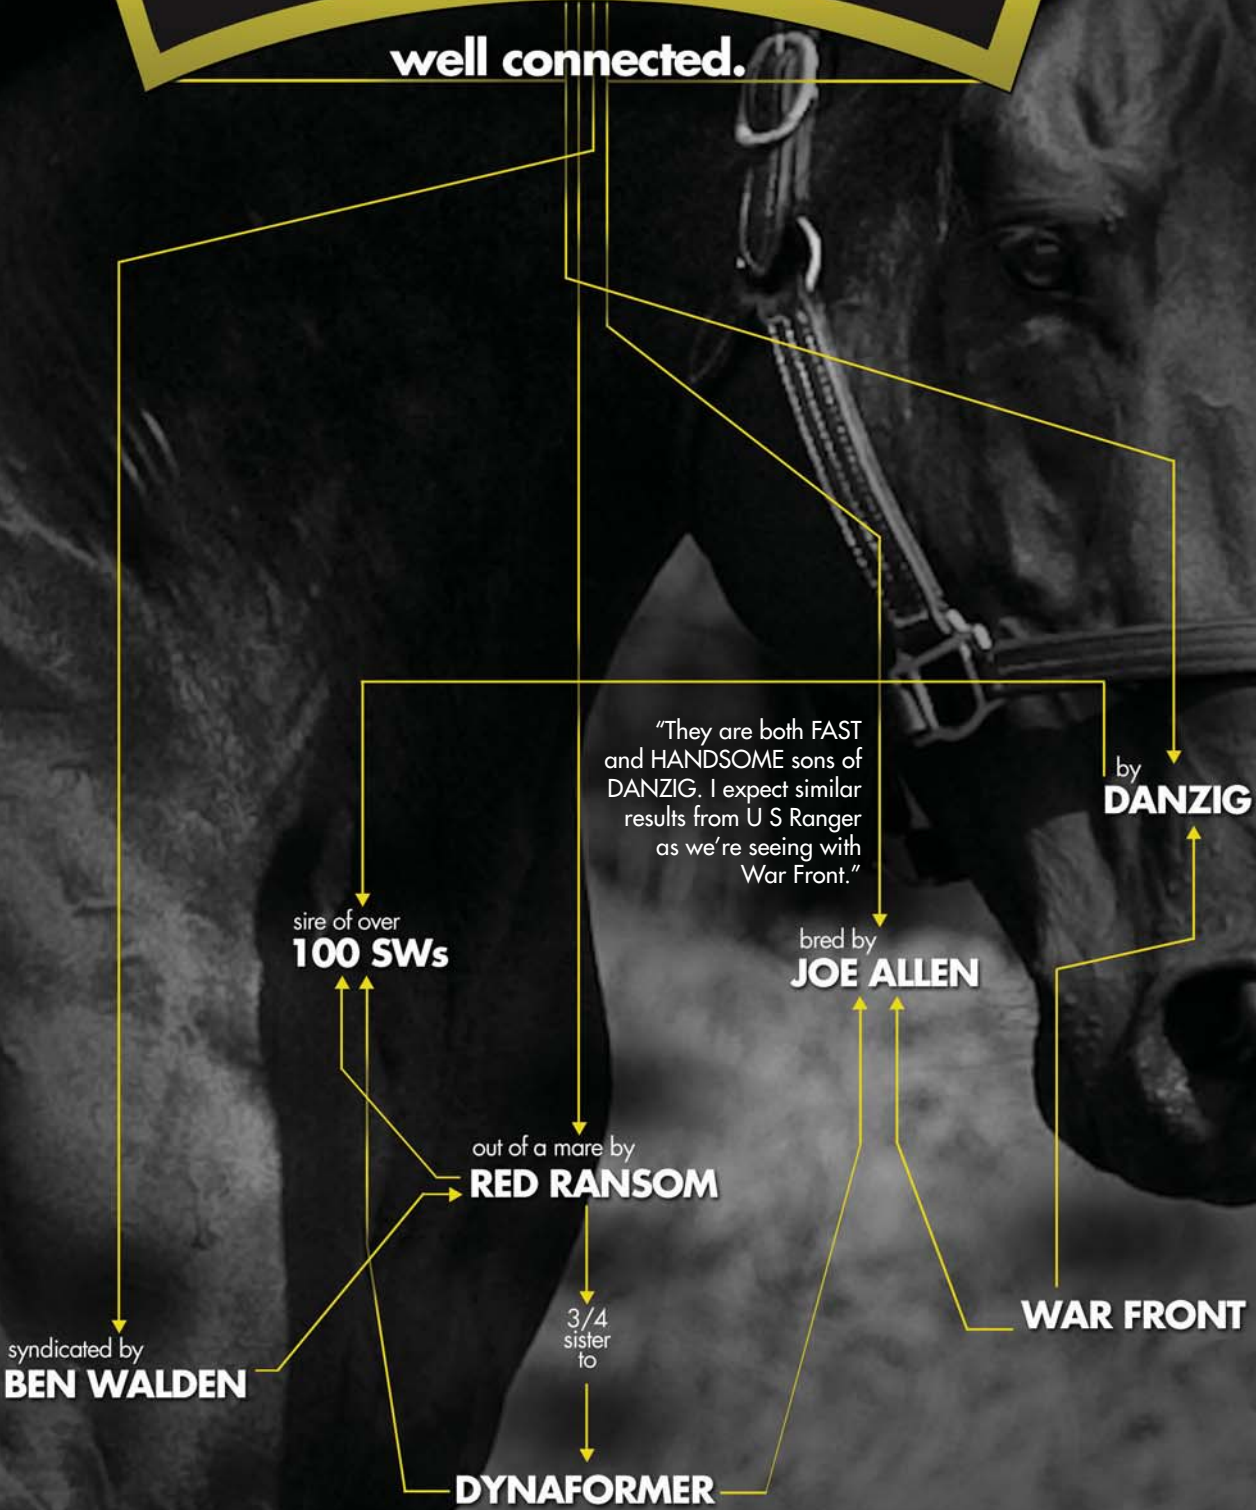 well connected.
“They are both FAST
and HANDSOME sons of
DANZIG. I expect similar
results from U S Ranger
as we’re seeing with
War Front.”
by
DANZIG
sire of over
100 SWs
bred by
JOE ALLEN
out of a mare by
RED RANSOM
3/4
sister
to
WAR FRONT
syndicated by
BEN WALDEN
DYNAFORMER